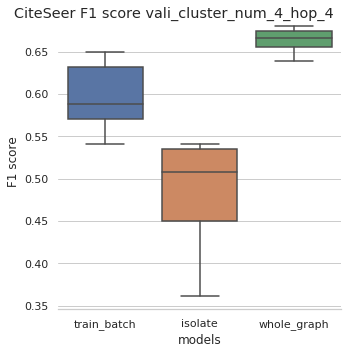 CiteSeer F1 score vali_cluster_num_4_hop_4
0.65
0.60
0.55
0.50
0.45
0.40
0.35
F1 score
train_batch
isolate
whole_graph
models